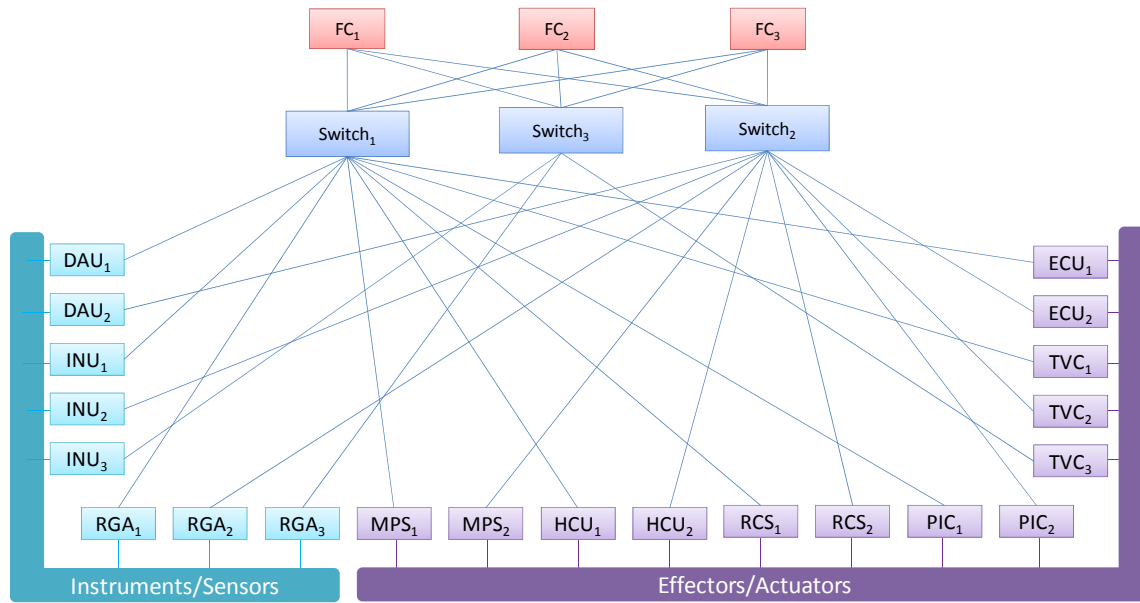 FC₁ FC₂ FC₃
Switch₁ Switch₃ Switch₂
DAU₁ ECU₁
DAU₂ ECU₂
INU₁ TVC₁
INU₂ TVC₂
INU₃ TVC₃
RGA₁ RGA₂ RGA₃ MPS₁ MPS₂ HCU₁ HCU₂ RCS₁ RCS₂ PIC₁ PIC₂
Instruments/Sensors Effectors/Actuators